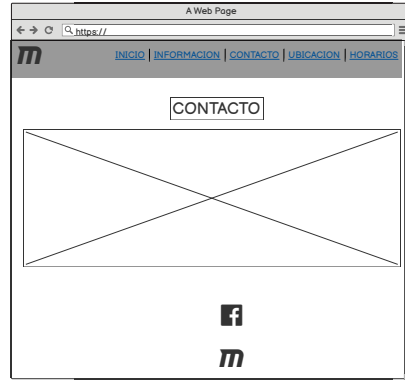 A Web Page
https://
m INICIO | INFORMACION | CONTACTO | UBICACION | HORARIOS
CONTACTO
f
m